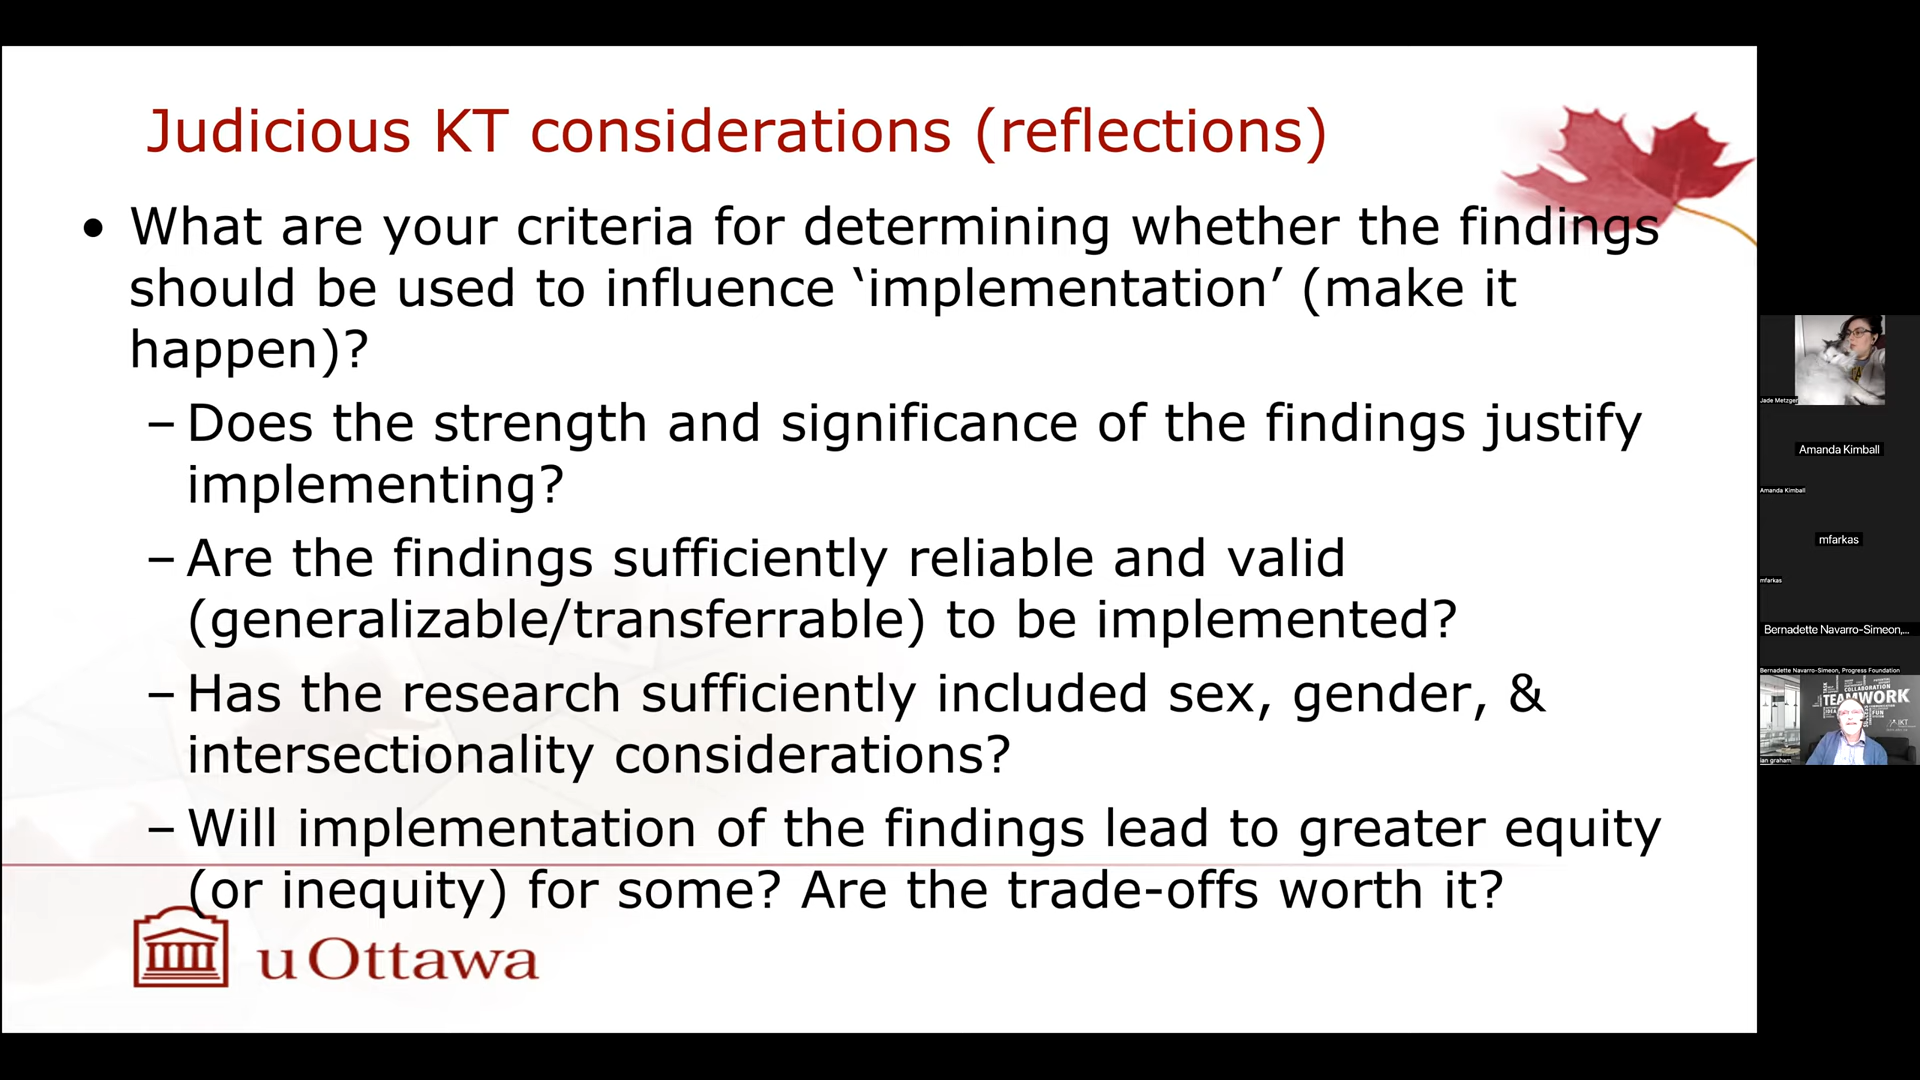 Judicious KT considerations (reflections)
• What are your criteria for determining whether the findings
should be used to influence ‘implementation’ (make it
happen)?
– Does the strength and significance of the findings justify
implementing?
– Are the findings sufficiently reliable and valid
(generalizable/transferrable) to be implemented?
– Has the research sufficiently included sex, gender, &
intersectionality considerations?
– Will implementation of the findings lead to greater equity
(or inequity) for some? Are the trade-offs worth it?
uOttawa
Jade Metzger
Amanda Kimball
Amanda Kimball
mfarkas
mfarkas
Bernadette Navarro-Simeon,...
Bernadette Navarro-Simeon, Progress Foundation
COLLABORATION
TEAMWORK
FUN
IKT
ian graham